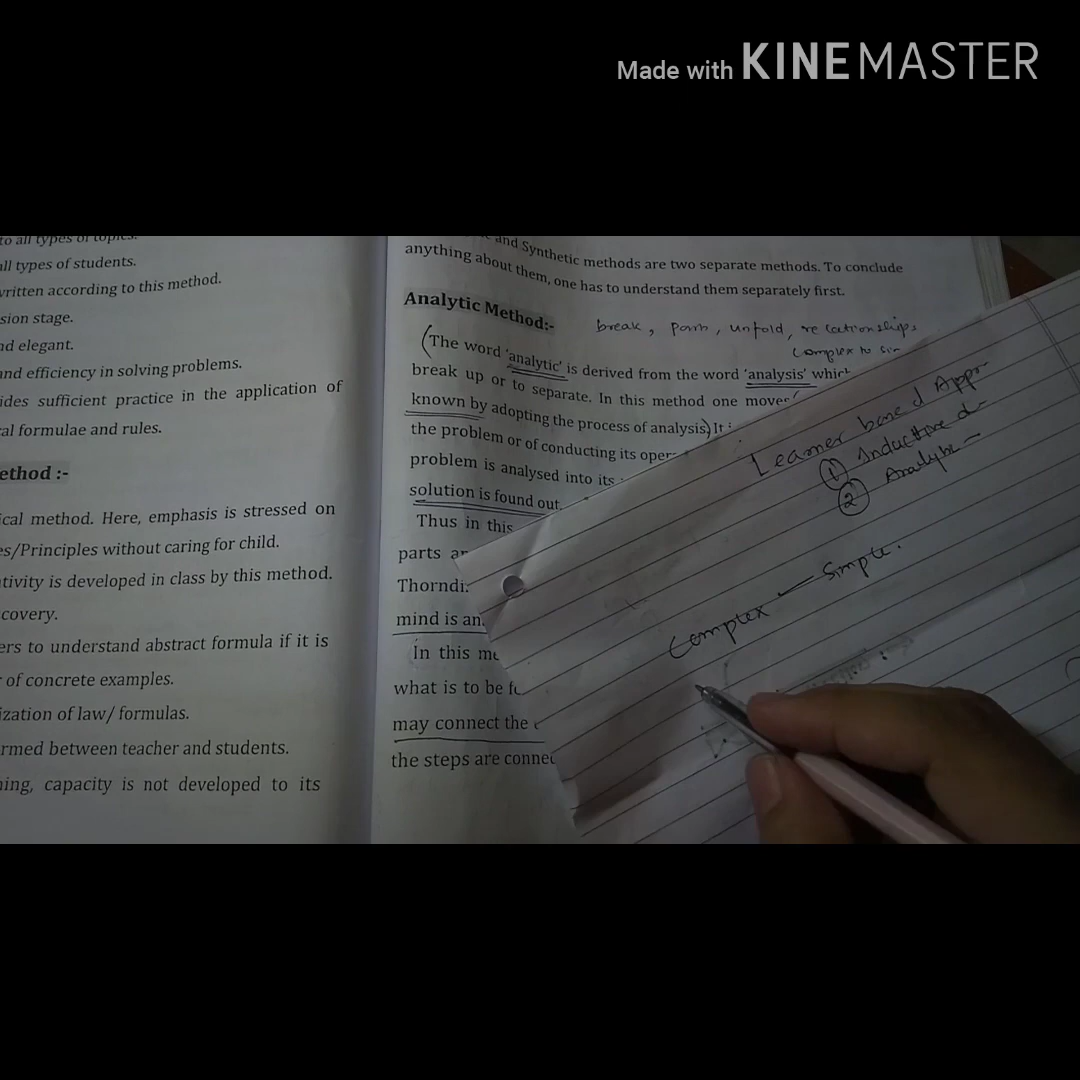 Made with KINEMASTER
to all types of topics.
all types of students.
written according to this method.
sion stage.
nd elegant.
and efficiency in solving problems.
ides sufficient practice in the application of
al formulae and rules.
ethod :-
ical method. Here, emphasis is stressed on
es/Principles without caring for child.
ativity is developed in class by this method.
covery.
ers to understand abstract formula if it is
of concrete examples.
ization of law/ formulas.
rmed between teacher and students.
ning, capacity is not developed to its
and Synthetic methods are two separate methods. To conclude
anything about them, one has to understand them separately first.
Analytic Method:-
break, parts, unfold, relationships
Complex to sim
(The word 'analytic' is derived from the word 'analysis' which
break up or to separate. In this method one moves
known by adopting the process of analysis) It
the problem or of conducting its oper
problem is analysed into its
solution is found out.
Thus in this
parts an
Thorndi
mind is an
In this me
what is to be f
may connect the
the steps are connec
Learner based Appr
① Inductive d-
② Analytic -
Complex — Simple.